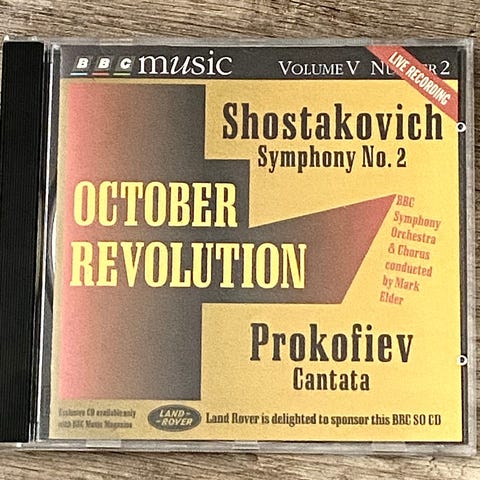 BBC music VOLUME V NUMBER 2
LIVE RECORDING
Shostakovich
Symphony No. 2
OCTOBER
REVOLUTION
BBC
Symphony
Orchestra
& Chorus
conducted
by Mark
Elder
Prokofiev
Cantata
Exclusive CD available only
with BBC Music Magazine
LAND-
-ROVER
Land Rover is delighted to sponsor this BBC SO CD